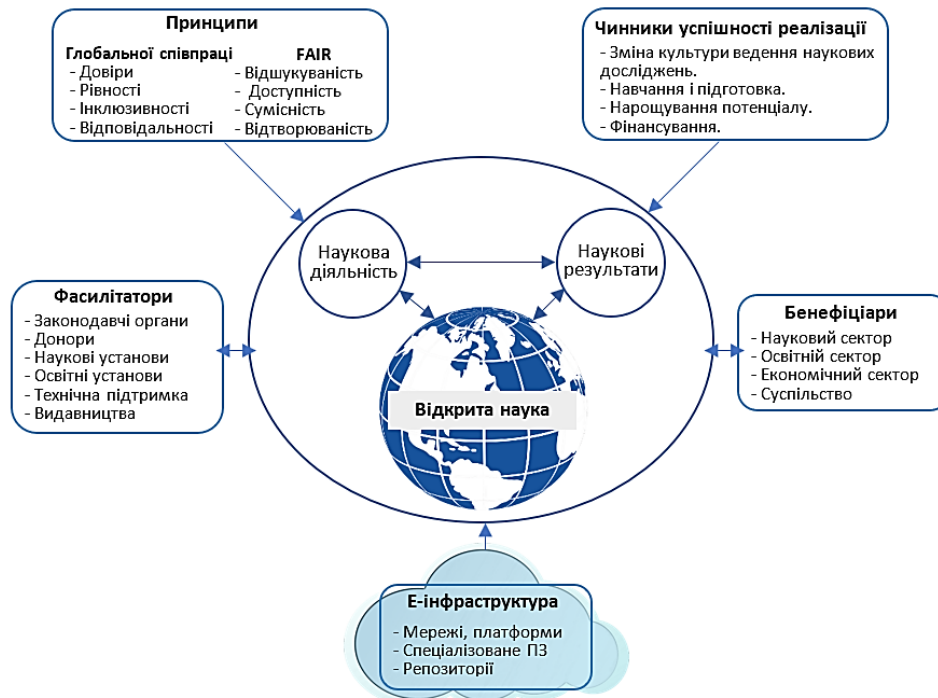 Принципи
Глобальної співпраці
- Довіри
- Рівності
- Інклюзивності
- Відповідальності
FAIR
- Відшукуваність
- Доступність
- Сумісність
- Відтворюваність
Чинники успішності реалізації
- Зміна культури ведення наукових
досліджень.
- Навчання і підготовка.
- Нарощування потенціалу.
- Фінансування.
Наукова
діяльність
Наукові
результати
Фасилітатори
- Законодавчі органи
- Донори
- Наукові установи
- Освітні установи
- Технічна підтримка
- Видавництва
Відкрита наука
Бенефіціари
- Науковий сектор
- Освітній сектор
- Економічний сектор
- Суспільство
Е-інфраструктура
- Мережі, платформи
- Спеціалізоване ПЗ
- Репозиторії